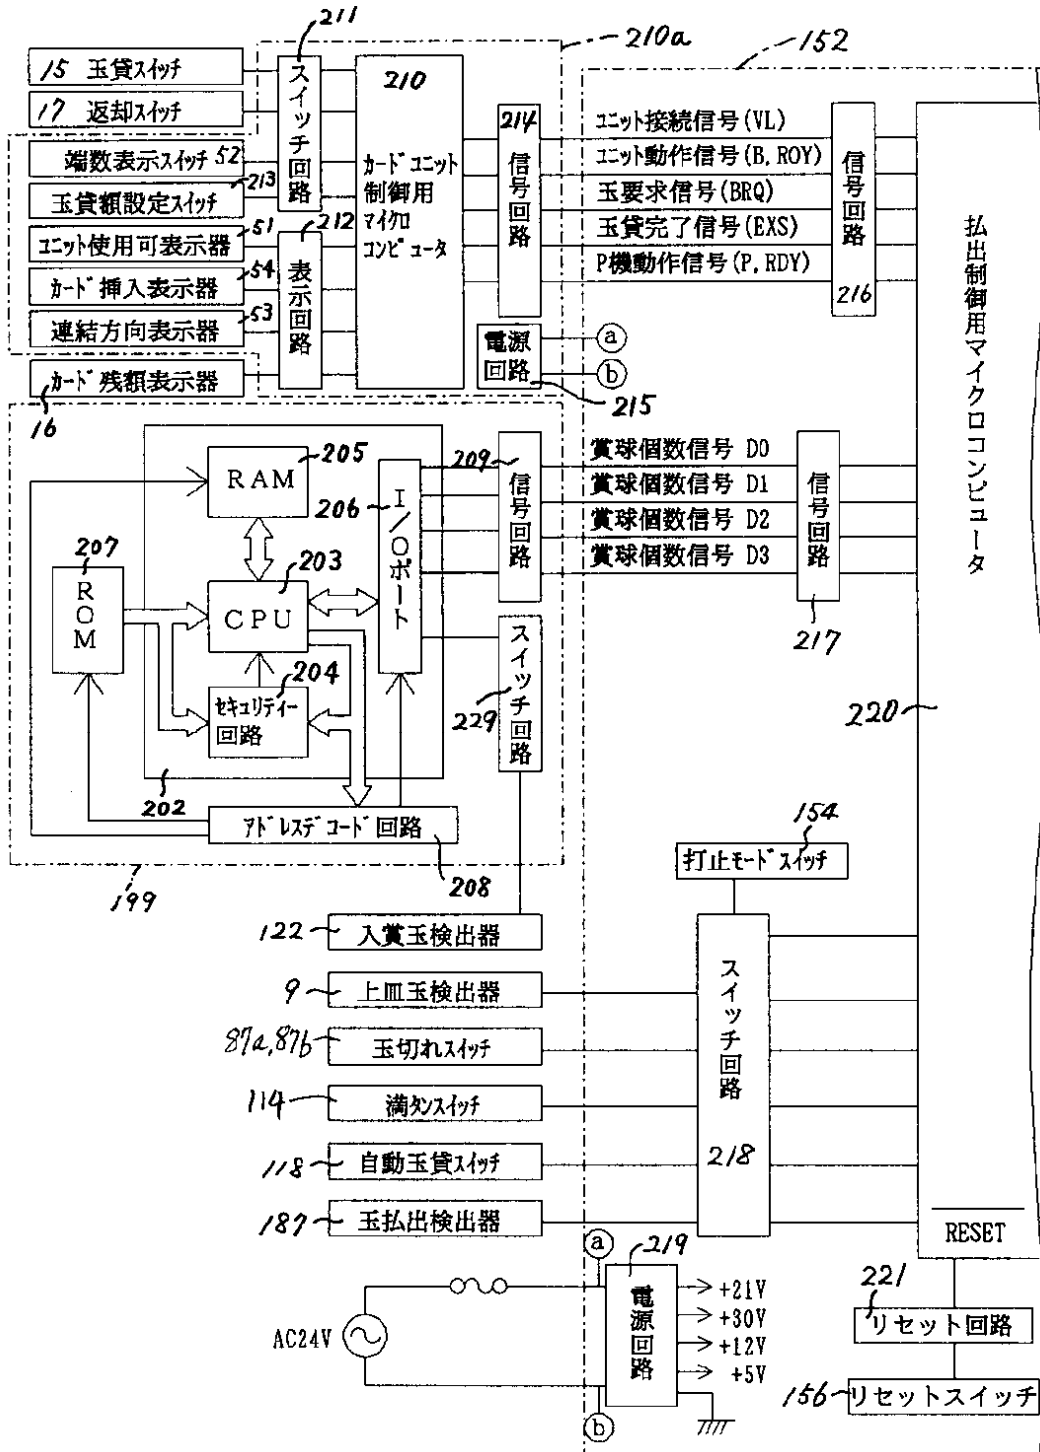 211
210a
152
15 玉貸スイッチ
17 返却スイッチ
端数表示スイッチ 52
玉貸額設定スイッチ 213
ユニット使用可表示器 51
カード挿入表示器 54
連結方向表示器 53
カード残額表示器
16
スイッチ回路
212
表示回路
210
カードユニット
制御用
マイクロ
コンピュータ
214
信号回路
電源
回路
215
ⓐ
ⓑ
ユニット接続信号(VL)
ユニット動作信号(B,ROY)
玉要求信号(BRQ)
玉貸完了信号(EXS)
P機動作信号(P,RDY)
信号回路
216
払出制御用マイクロコンピュータ
220
205
RAM
206
I/Oポート
209
信号回路
賞球個数信号 D0
賞球個数信号 D1
賞球個数信号 D2
賞球個数信号 D3
信号回路
217
207
ROM
203
CPU
204
セキュリティー
回路
スイッチ回路
229
202
アドレスデコード回路
208
199
154
打止モードスイッチ
122 入賞玉検出器
9 上皿玉検出器
87a,87b 玉切れスイッチ
114 満タンスイッチ
118 自動玉貸スイッチ
187 玉払出検出器
スイッチ回路
218
RESET
ⓐ
219
電源回路
+21V
+30V
+12V
+5V
AC24V
ⓑ
221
リセット回路
156 リセットスイッチ